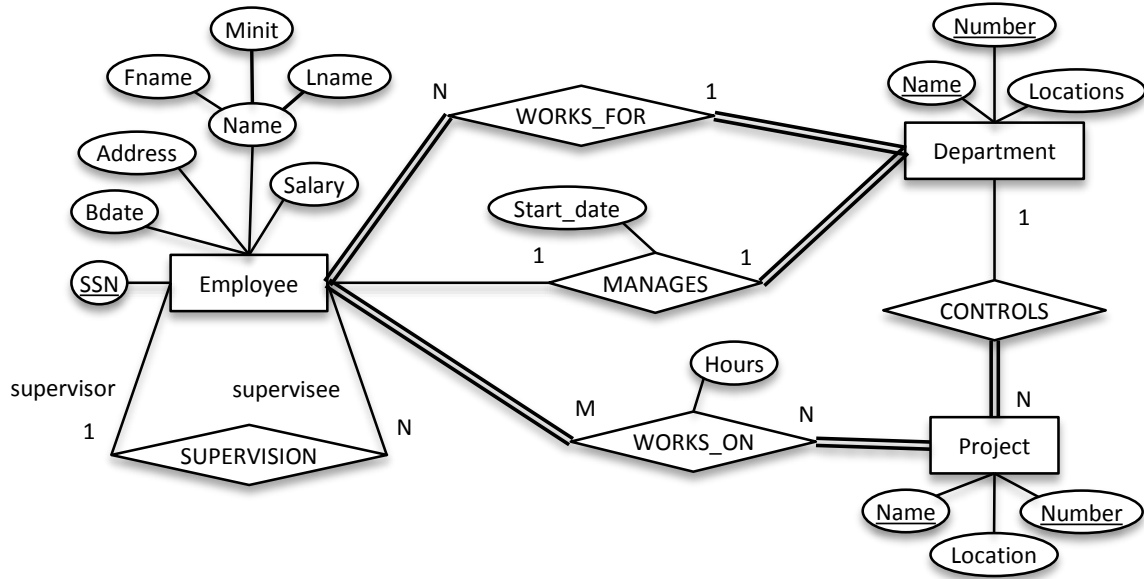 Minit
Number
Fname
Lname
Name
Locations
N
1
Name
WORKS_FOR
Address
Department
Salary
Bdate
Start_date
1
1
1
SSN
Employee
MANAGES
CONTROLS
Hours
supervisor
supervisee
M
N
N
1
N
WORKS_ON
Project
SUPERVISION
Name
Number
Location